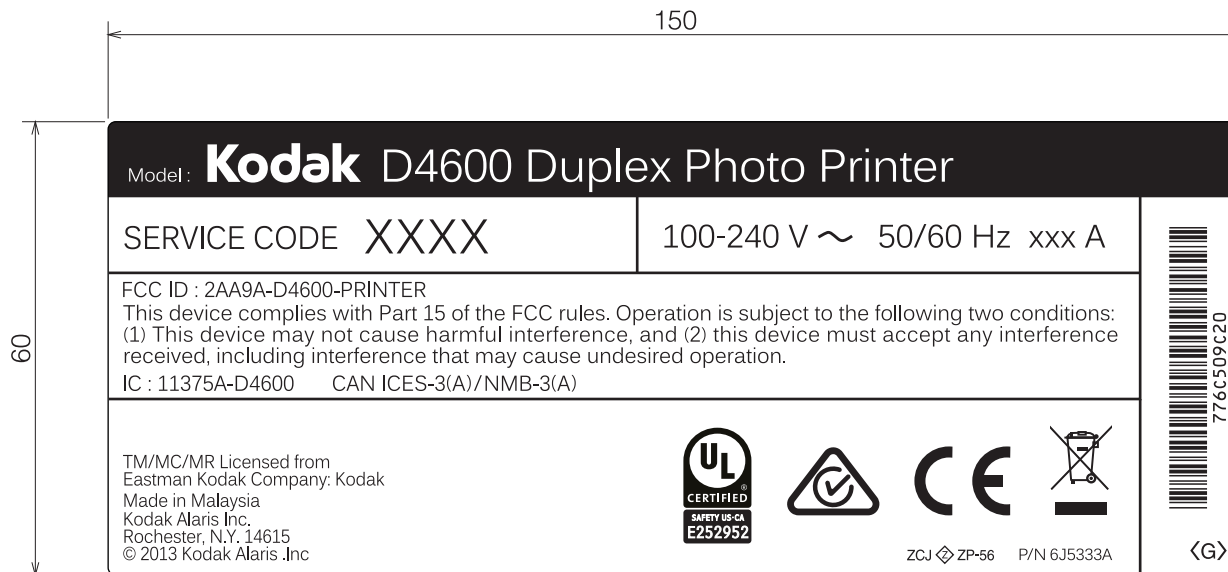 150
60
Model : Kodak D4600 Duplex Photo Printer
SERVICE CODE XXXX
100-240 V ～ 50/60 Hz xxx A
FCC ID : 2AA9A-D4600-PRINTER
This device complies with Part 15 of the FCC rules. Operation is subject to the following two conditions:
(1) This device may not cause harmful interference, and (2) this device must accept any interference
received, including interference that may cause undesired operation.
IC : 11375A-D4600 CAN ICES-3(A)/NMB-3(A)
TM/MC/MR Licensed from
Eastman Kodak Company: Kodak
Made in Malaysia
Kodak Alaris Inc.
Rochester, N.Y. 14615
© 2013 Kodak Alaris .Inc
UL
®
CERTIFIED
SAFETY US-CA
E252952
CE
ZCJ Z ZP-56 P/N 6J5333A
776C509C20
〈G〉